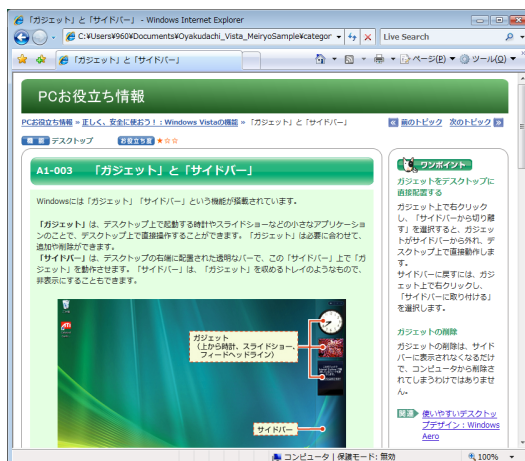 「ガジェット」と「サイドバー」 - Windows Internet Explorer
C:¥Users¥960¥Documents¥Oyakudachi_Vista_MeiryoSample¥categor
Live Search
「ガジェット」と「サイドバー」
ページ(P)
ツール(O)
PCお役立ち情報
PCお役立ち情報 » 正しく、安全に使おう！：Windows Vistaの機能 » 「ガジェット」と「サイドバー」
前のトピック 次のトピック
機能 デスクトップ お役立ち度 ★☆☆
A1-003 「ガジェット」と「サイドバー」
Windowsには「ガジェット」「サイドバー」という機能が搭載されています。
「ガジェット」は、デスクトップ上で起動する時計やスライドショーなどの小さなアプリケーショ
ンのことで、デスクトップ上で直接操作することができます。「ガジェット」は必要に合わせて、
追加や削除ができます。
「サイドバー」は、デスクトップの右端に配置された透明なバーで、この「サイドバー」上で「ガ
ジェット」を動作させます。「サイドバー」は、「ガジェット」を収めるトレイのようなもので、
非表示にすることもできます。
ATI
ガジェット
（上から時計、スライドショー、
フィードヘッドライン）
サイドバー
ワンポイント
ガジェットをデスクトップに
直接配置する
ガジェット上で右クリック
し、「サイドバーから切り離
す」を選択すると、ガジェッ
トがサイドバーから外れ、デ
スクトップ上で直接動作しま
す。
サイドバーに戻すには、ガジ
ェット上で右クリックし、
「サイドバーに取り付ける」
を選択します。
ガジェットの削除
ガジェットの削除は、サイド
バーに表示されなくなるだけ
で、コンピュータから削除さ
れてしまうわけではありませ
ん。
関連 使いやすいデスクトッ
プデザイン：Windows
Aero
コンピュータ | 保護モード: 無効
100%